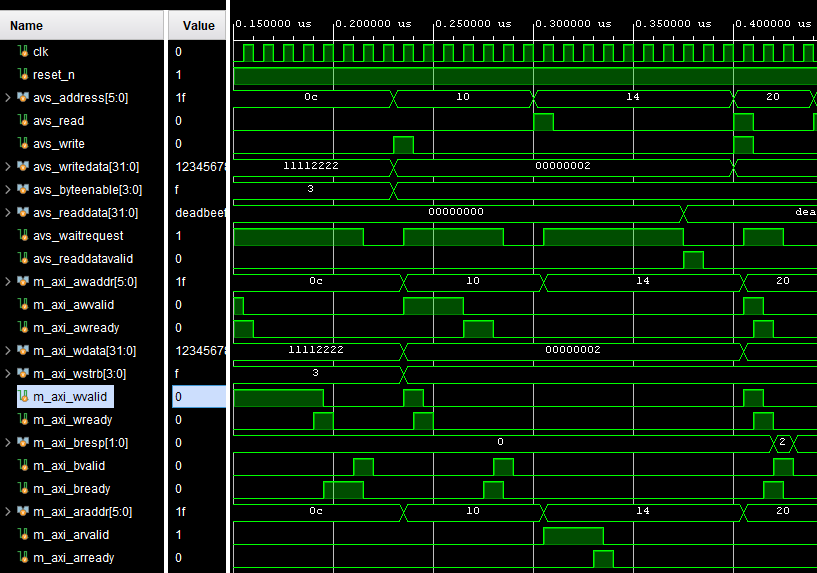 Name Value 0.150000 us 0.200000 us 0.250000 us 0.300000 us 0.350000 us 0.400000 us
clk 0
reset_n 1
avs_address[5:0] 1f 0c 10 14 20
avs_read 0
avs_write 0
avs_writedata[31:0] 12345678 11112222 00000002
avs_byteenable[3:0] f 3
avs_readdata[31:0] deadbeef 00000000 dea
avs_waitrequest 1
avs_readdatavalid 0
m_axi_awaddr[5:0] 1f 0c 10 14 20
m_axi_awvalid 0
m_axi_awready 0
m_axi_wdata[31:0] 12345678 11112222 00000002
m_axi_wstrb[3:0] f 3
m_axi_wvalid 0
m_axi_wready 0
m_axi_bresp[1:0] 0 0 2
m_axi_bvalid 0
m_axi_bready 0
m_axi_araddr[5:0] 1f 0c 10 14 20
m_axi_arvalid 1
m_axi_arready 0